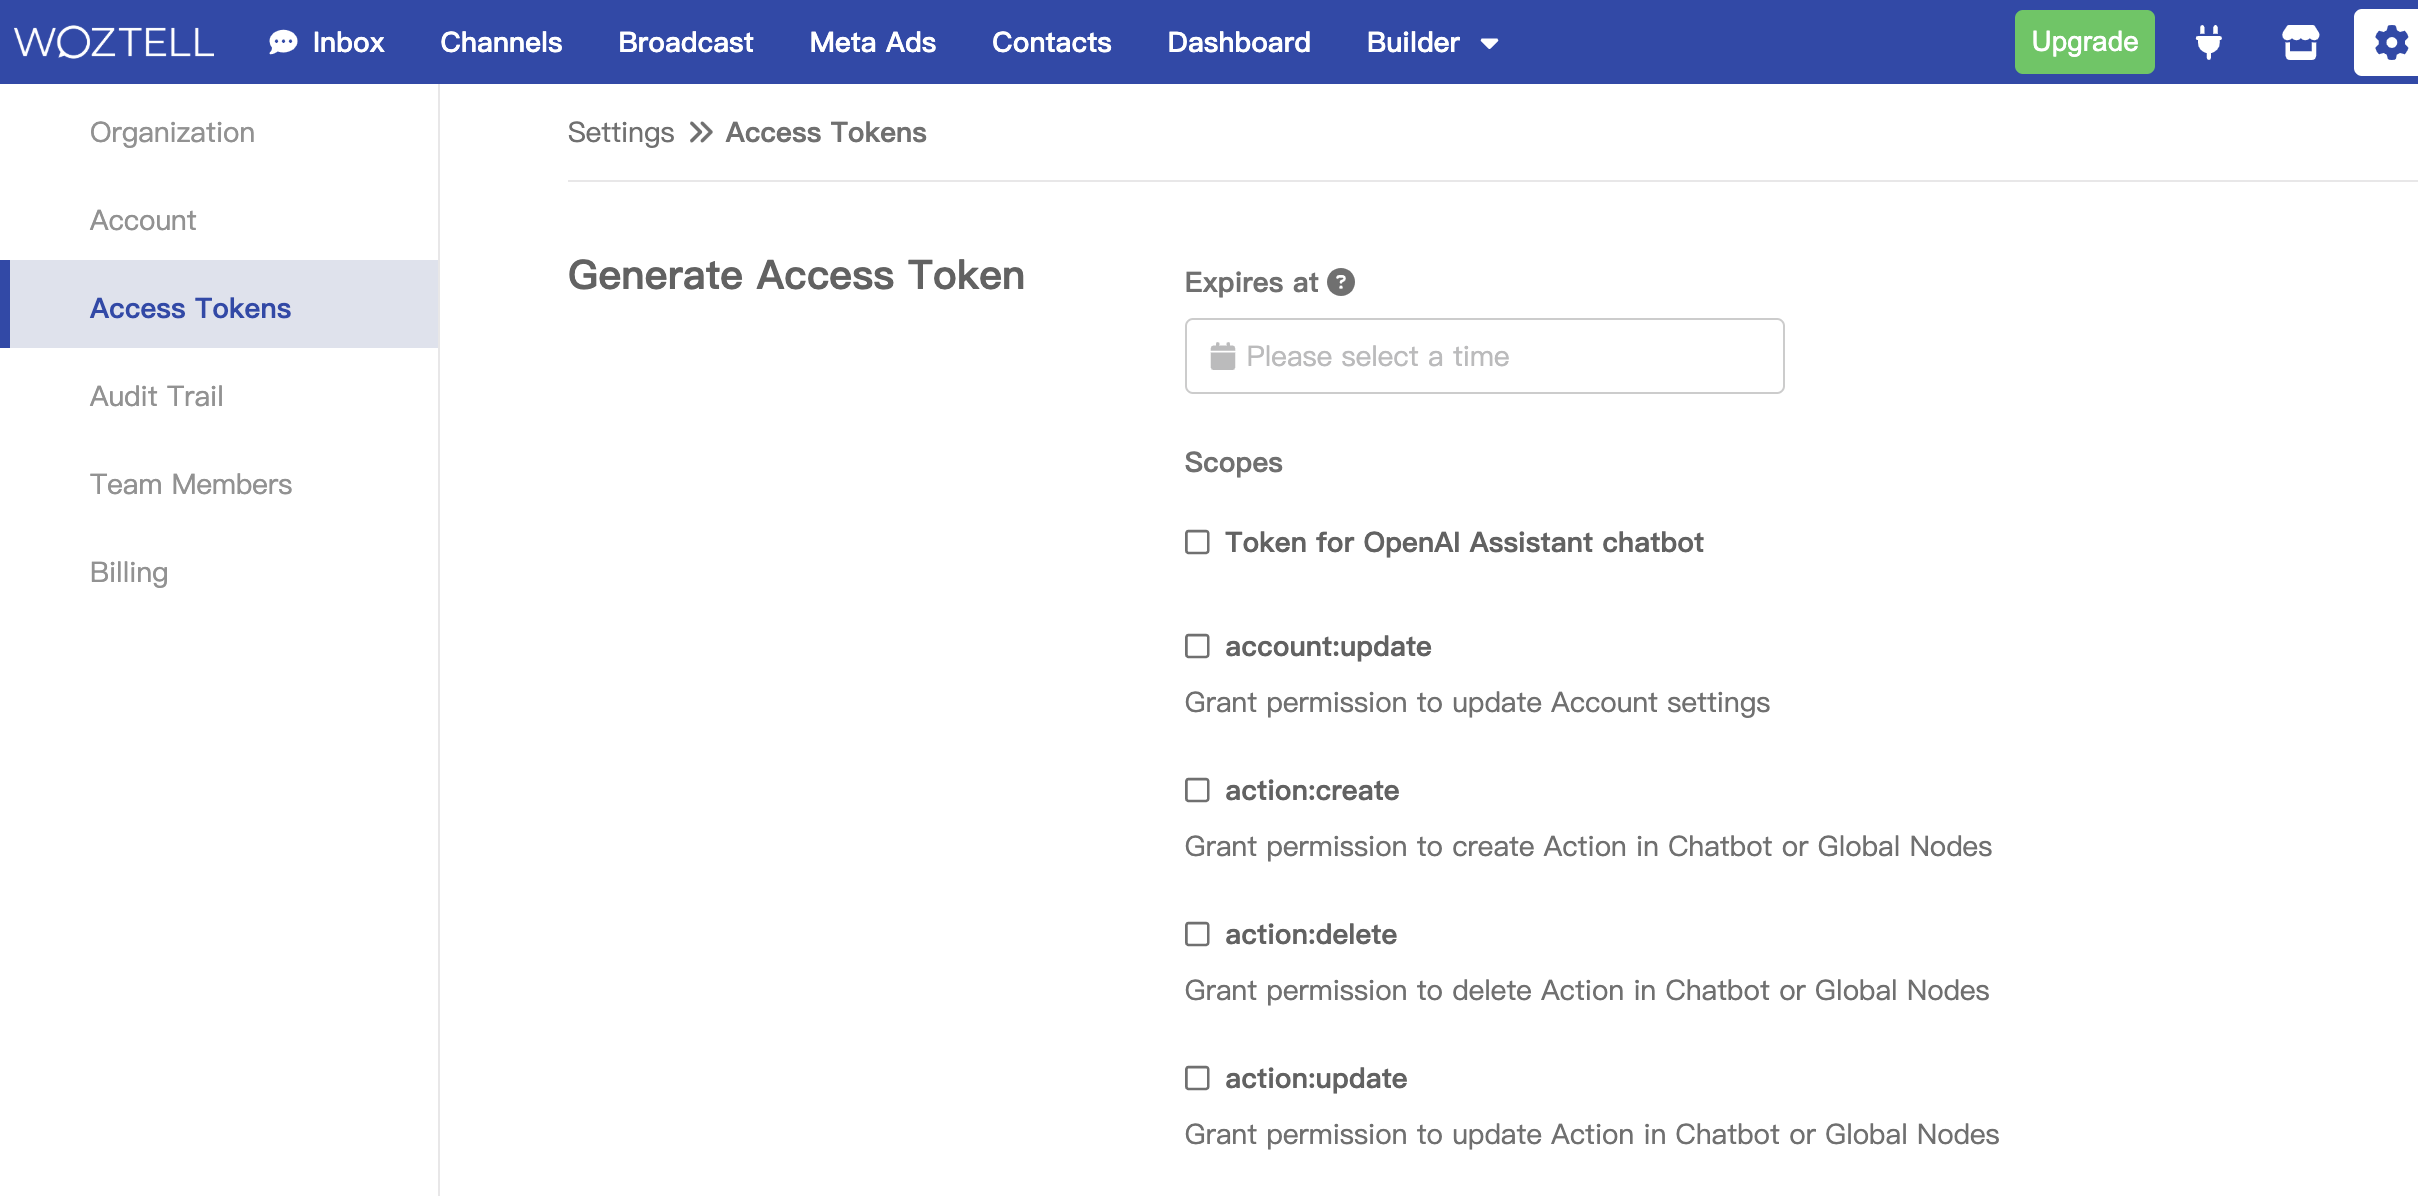 WOZTELL
Inbox
Channels
Broadcast
Meta Ads
Contacts
Dashboard
Builder
Upgrade
Organization
Account
Access Tokens
Audit Trail
Team Members
Billing
Settings » Access Tokens
Generate Access Token
Expires at ?
Please select a time
Scopes
Token for OpenAI Assistant chatbot
account:update
Grant permission to update Account settings
action:create
Grant permission to create Action in Chatbot or Global Nodes
action:delete
Grant permission to delete Action in Chatbot or Global Nodes
action:update
Grant permission to update Action in Chatbot or Global Nodes